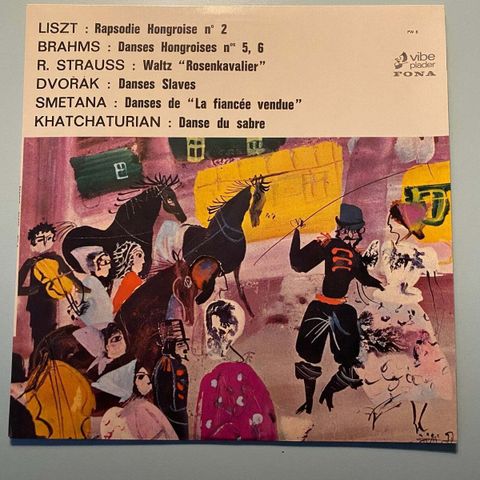 LISZT : Rapsodie Hongroise n° 2
BRAHMS : Danses Hongroises nos 5, 6
R. STRAUSS : Waltz "Rosenkavalier"
DVOŘAK : Danses Slaves
SMETANA : Danses de "La fiancée vendue"
KHATCHATURIAN : Danse du sabre
vibe
plader
FONA